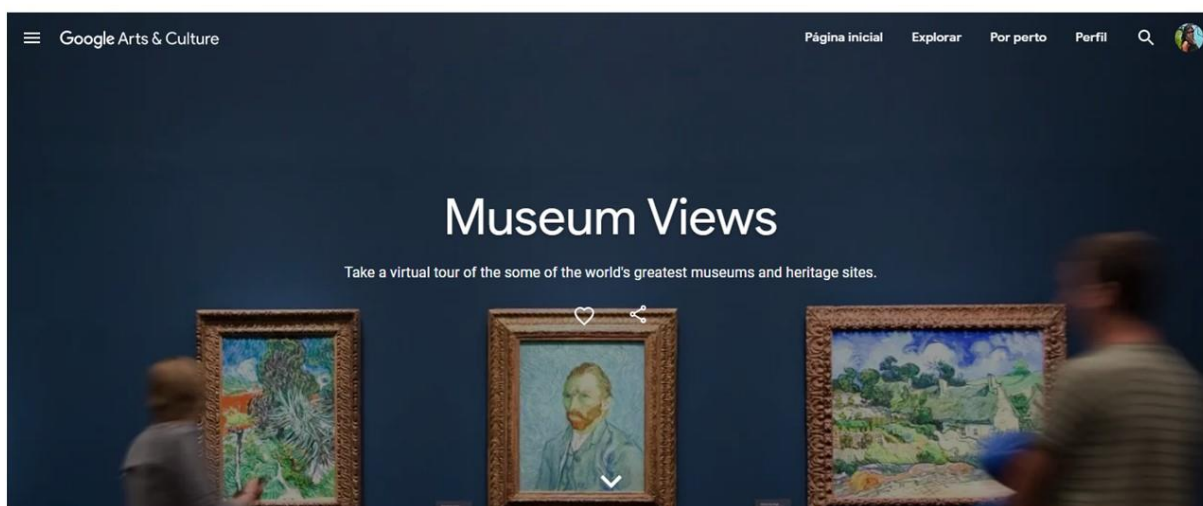 Google Arts & Culture
Página inicial Explorar Por perto Perfil
Museum Views
Take a virtual tour of the some of the world's greatest museums and heritage sites.